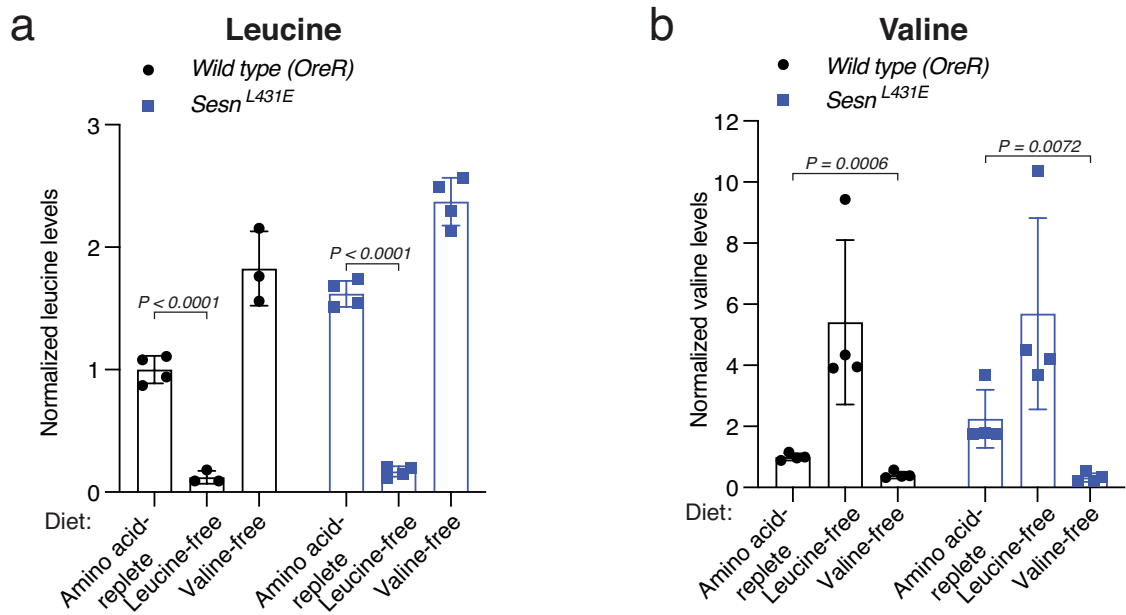 a
Leucine
Wild type (OreR)
Sesn L431E
Normalized leucine levels
3
2
1
0
P < 0.0001
P < 0.0001
Diet:
Amino acid-
replete
Leucine-free
Valine-free
Amino acid-
replete
Leucine-free
Valine-free
b
Valine
Wild type (OreR)
Sesn L431E
Normalized valine levels
12
10
8
6
4
2
0
P = 0.0006
P = 0.0072
Diet:
Amino acid-
replete
Leucine-free
Valine-free
Amino acid-
replete
Leucine-free
Valine-free